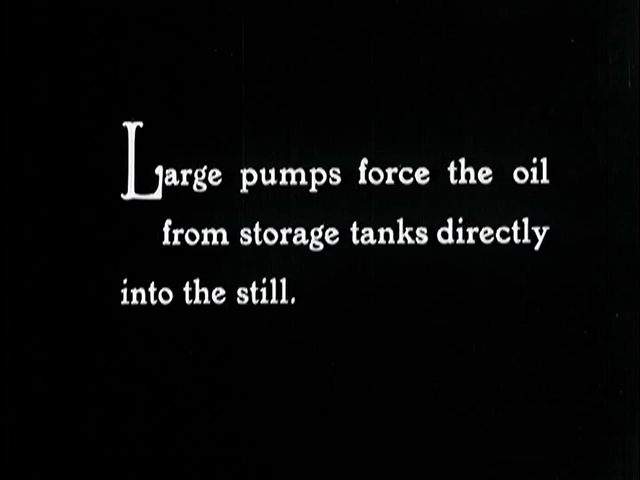 Large pumps force the oil
from storage tanks directly
into the still.